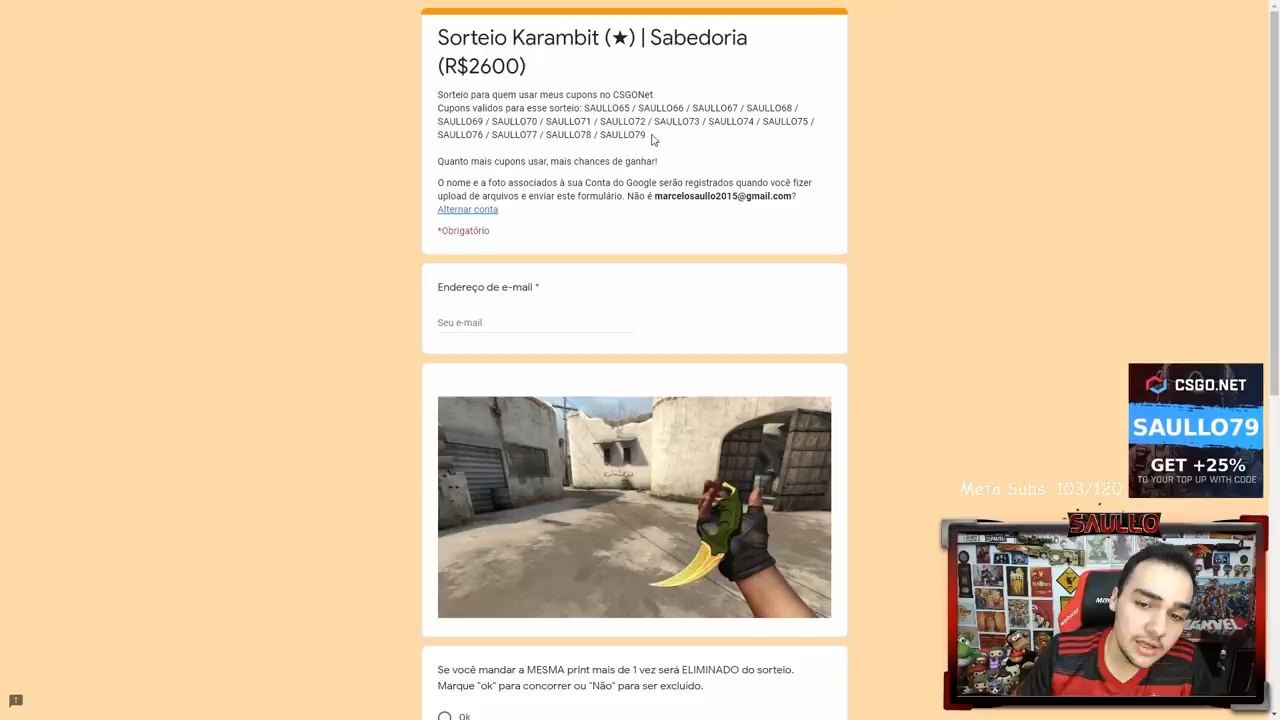 Sorteio Karambit (★) | Sabedoria
(R$2600)
Sorteio para quem usar meus cupons no CSGONet
Cupons validos para esse sorteio: SAULLO65 / SAULLO66 / SAULLO67 / SAULLO68 /
SAULLO69 / SAULLO70 / SAULLO71 / SAULLO72 / SAULLO73 / SAULLO74 / SAULLO75 /
SAULLO76 / SAULLO77 / SAULLO78 / SAULLO79
Quanto mais cupons usar, mais chances de ganhar!
O nome e a foto associados à sua Conta do Google serão registrados quando você fizer
upload de arquivos e enviar este formulário. Não é marcelosaullo2015@gmail.com?
Alternar conta
*Obrigatório
Endereço de e-mail *
Seu e-mail
Se você mandar a MESMA print mais de 1 vez será ELIMINADO do sorteio.
Marque "ok" para concorrer ou "Não" para ser excluído.
Ok
CSGO.NET
SAULLO79
GET +25%
TO YOUR TOP UP WITH CODE
Meta Subs: 103/120
SAULLO
MARVEL